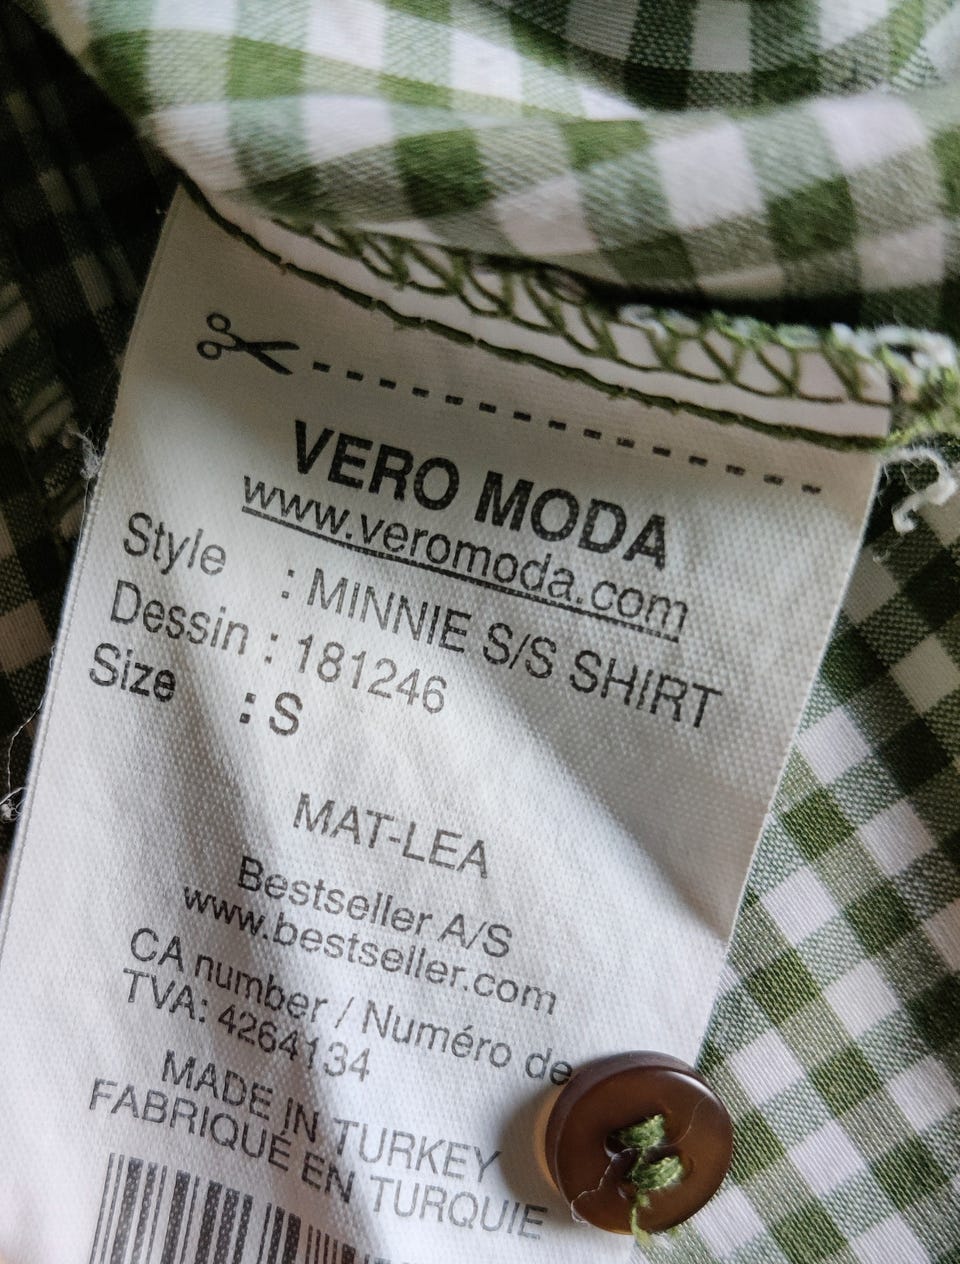 VERO MODA
www.veromoda.com
Style : MINNIE S/S SHIRT
Dessin : 181246
Size : S
MAT-LEA
Bestseller A/S
www.bestseller.com
CA number / Numéro de
TVA: 4264134
MADE IN TURKEY
FABRIQUÉ EN TURQUIE